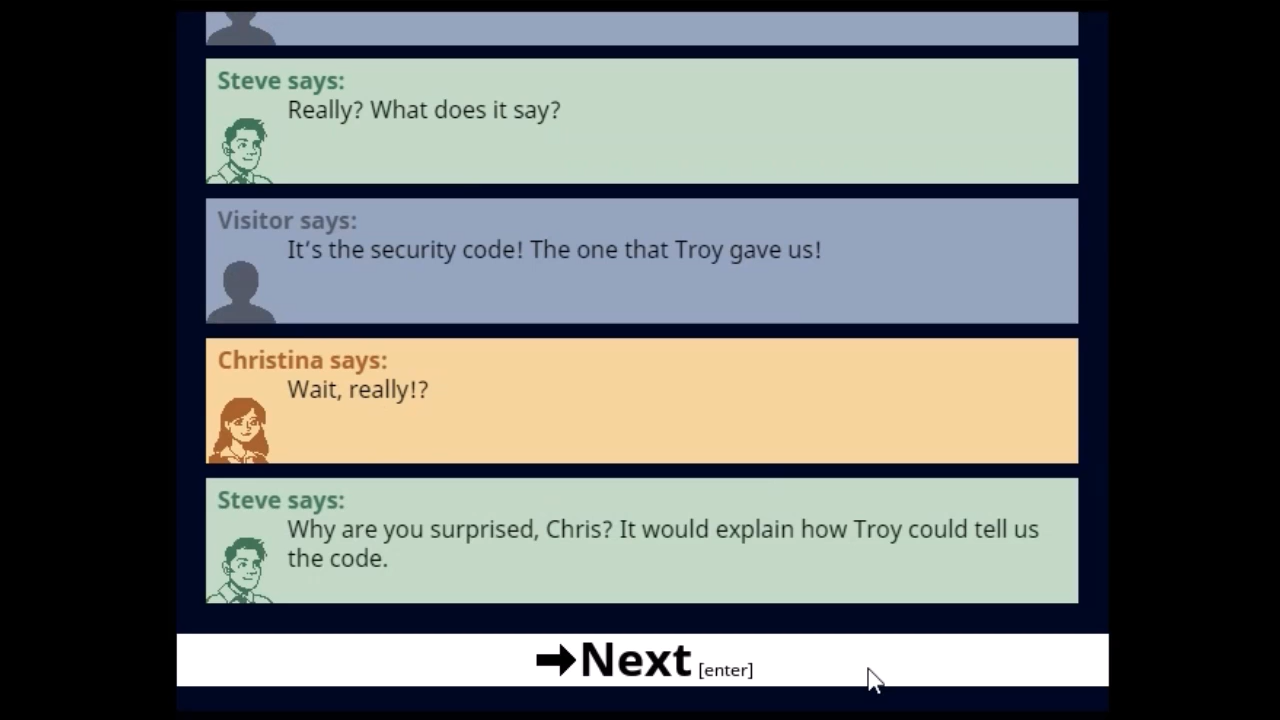 Steve says:
Really? What does it say?
Visitor says:
It's the security code! The one that Troy gave us!
Christina says:
Wait, really!?
Steve says:
Why are you surprised, Chris? It would explain how Troy could tell us
the code.
➡Next [enter]